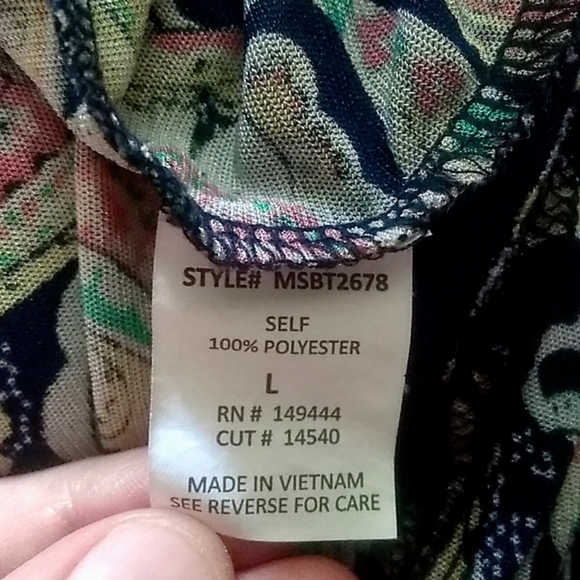 STYLE# MSBT2678
SELF
100% POLYESTER
L
RN # 149444
CUT # 14540
MADE IN VIETNAM
SEE REVERSE FOR CARE